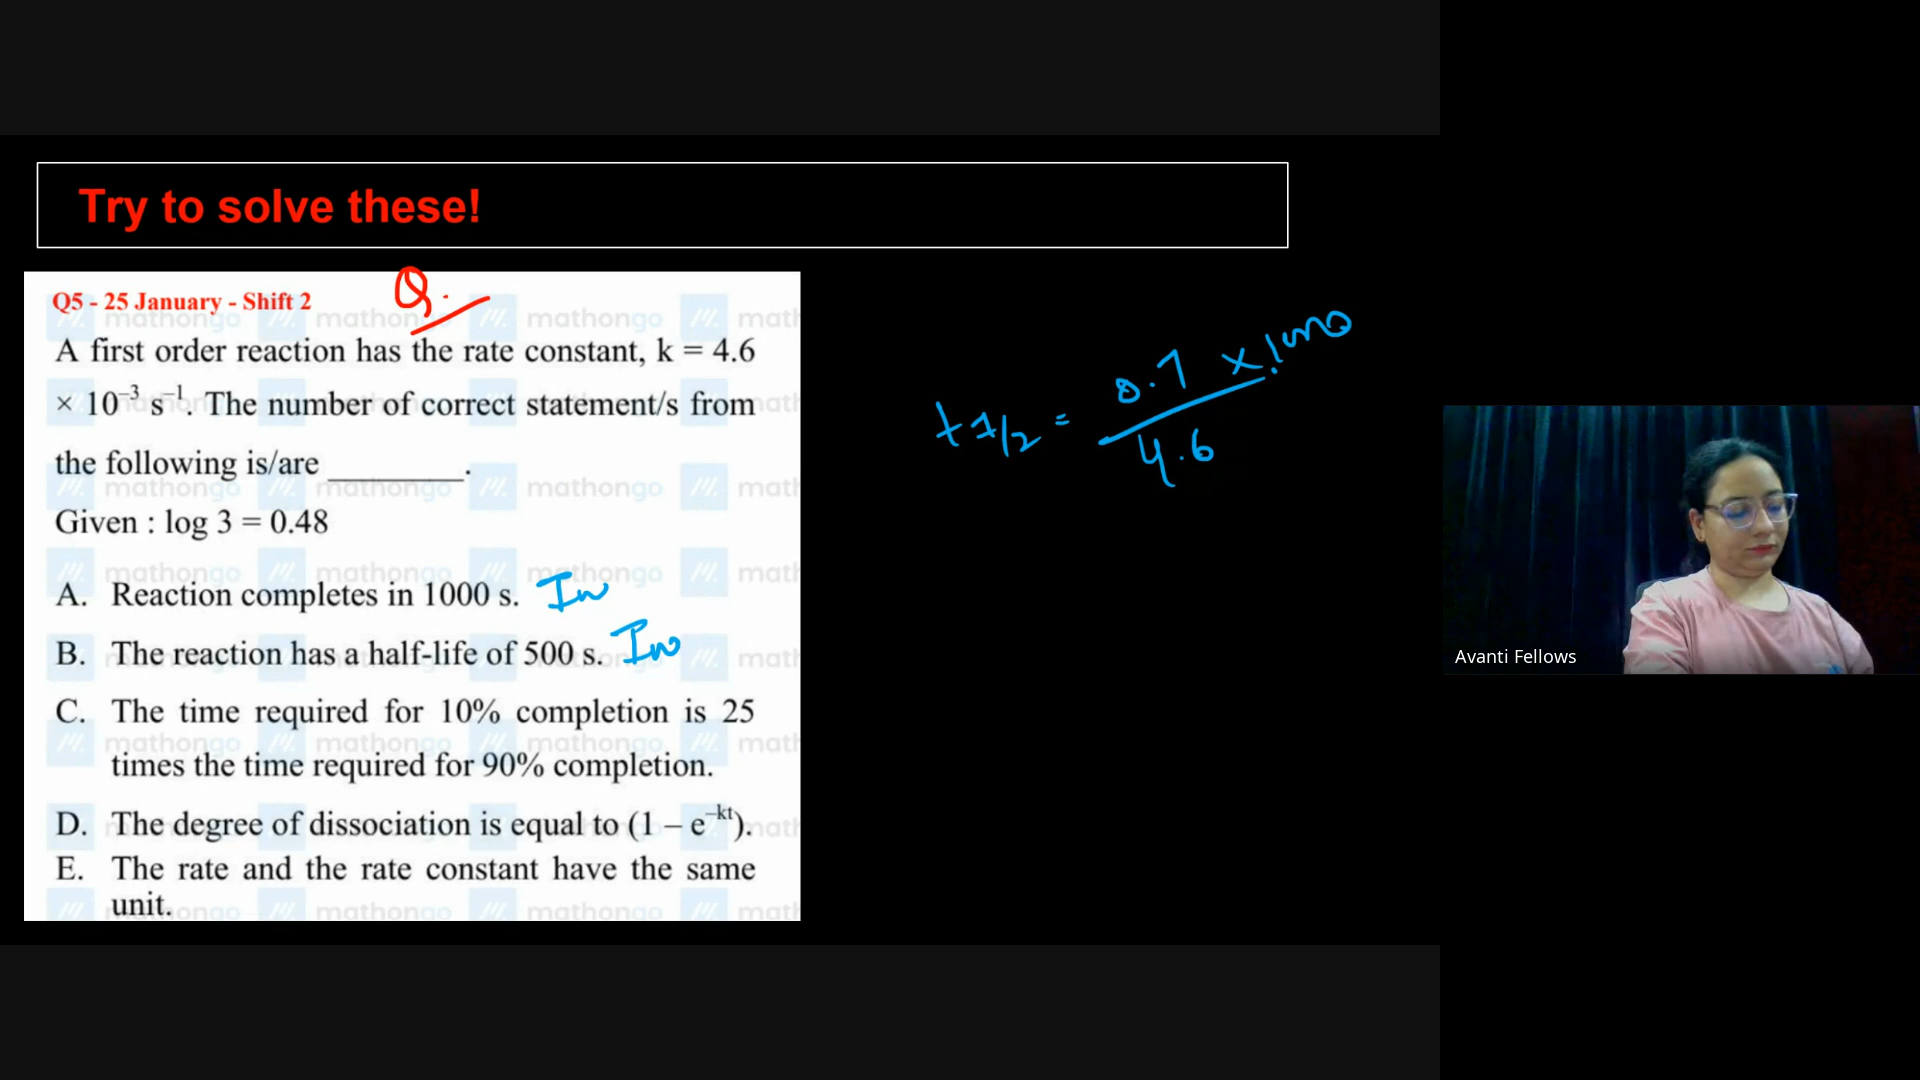 Try to solve these!
Q5 - 25 January - Shift 2
Q.
A first order reaction has the rate constant, k = 4.6
× 10⁻³ s⁻¹. The number of correct statement/s from
the following is/are ________.
Given : log 3 = 0.48
A. Reaction completes in 1000 s. In
B. The reaction has a half-life of 500 s. In
C. The time required for 10% completion is 25
times the time required for 90% completion.
D. The degree of dissociation is equal to (1 – e⁻ᵏᵗ).
E. The rate and the rate constant have the same
unit.
t 1/2 = 0.7 × 1000
4.6
Avanti Fellows
mathongo